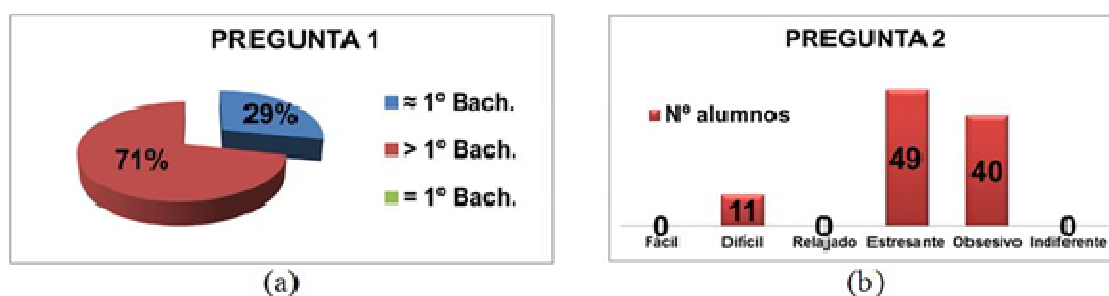 PREGUNTA 1
29%
71%
≈ 1º Bach.
> 1º Bach.
= 1º Bach.
(a)
PREGUNTA 2
Nº alumnos
0
11
0
49
40
0
Fácil Difícil Relajado Estresante Obsesivo Indiferente
(b)